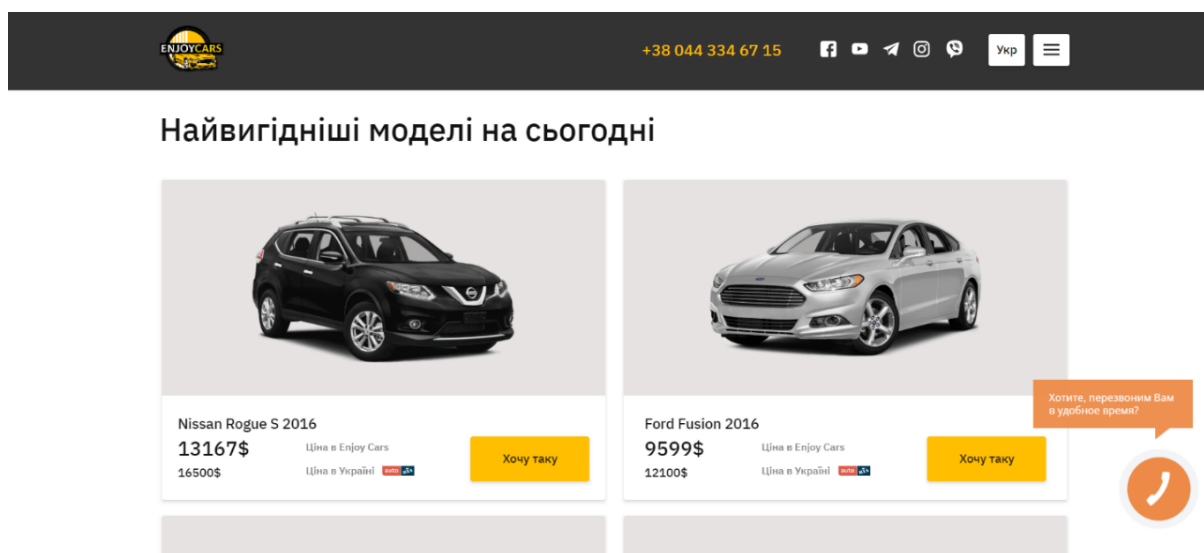 ENJOYCARS
+38 044 334 67 15
Укр
Найвигідніші моделі на сьогодні
Nissan Rogue S 2016
13167$ Ціна в Enjoy Cars
16500$ Ціна в Україні auto
Хочу таку
Ford Fusion 2016
9599$ Ціна в Enjoy Cars
12100$ Ціна в Україні auto
Хочу таку
Хотите, перезвоним Вам
в удобное время?